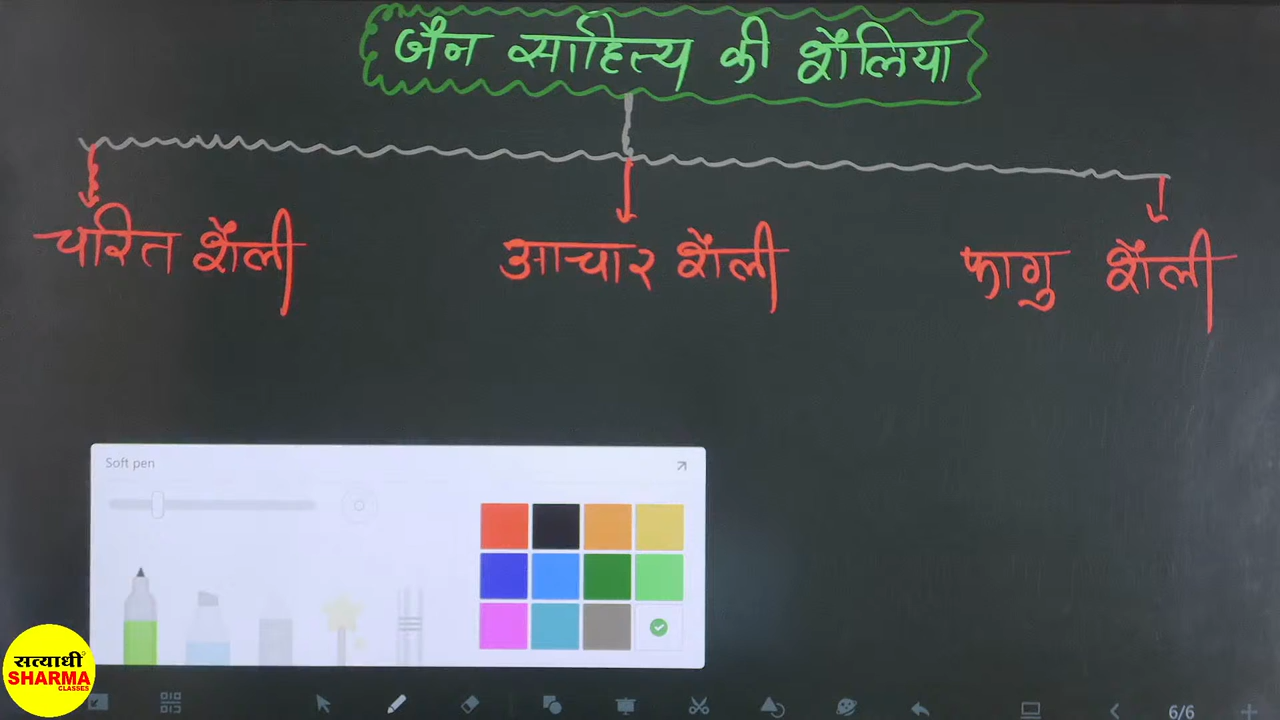 जैन साहित्य की शैलिया
चरित शैली
आचार शैली
फागु शैली
Soft pen
सत्यार्थी
SHARMA
CLASSES
6/6